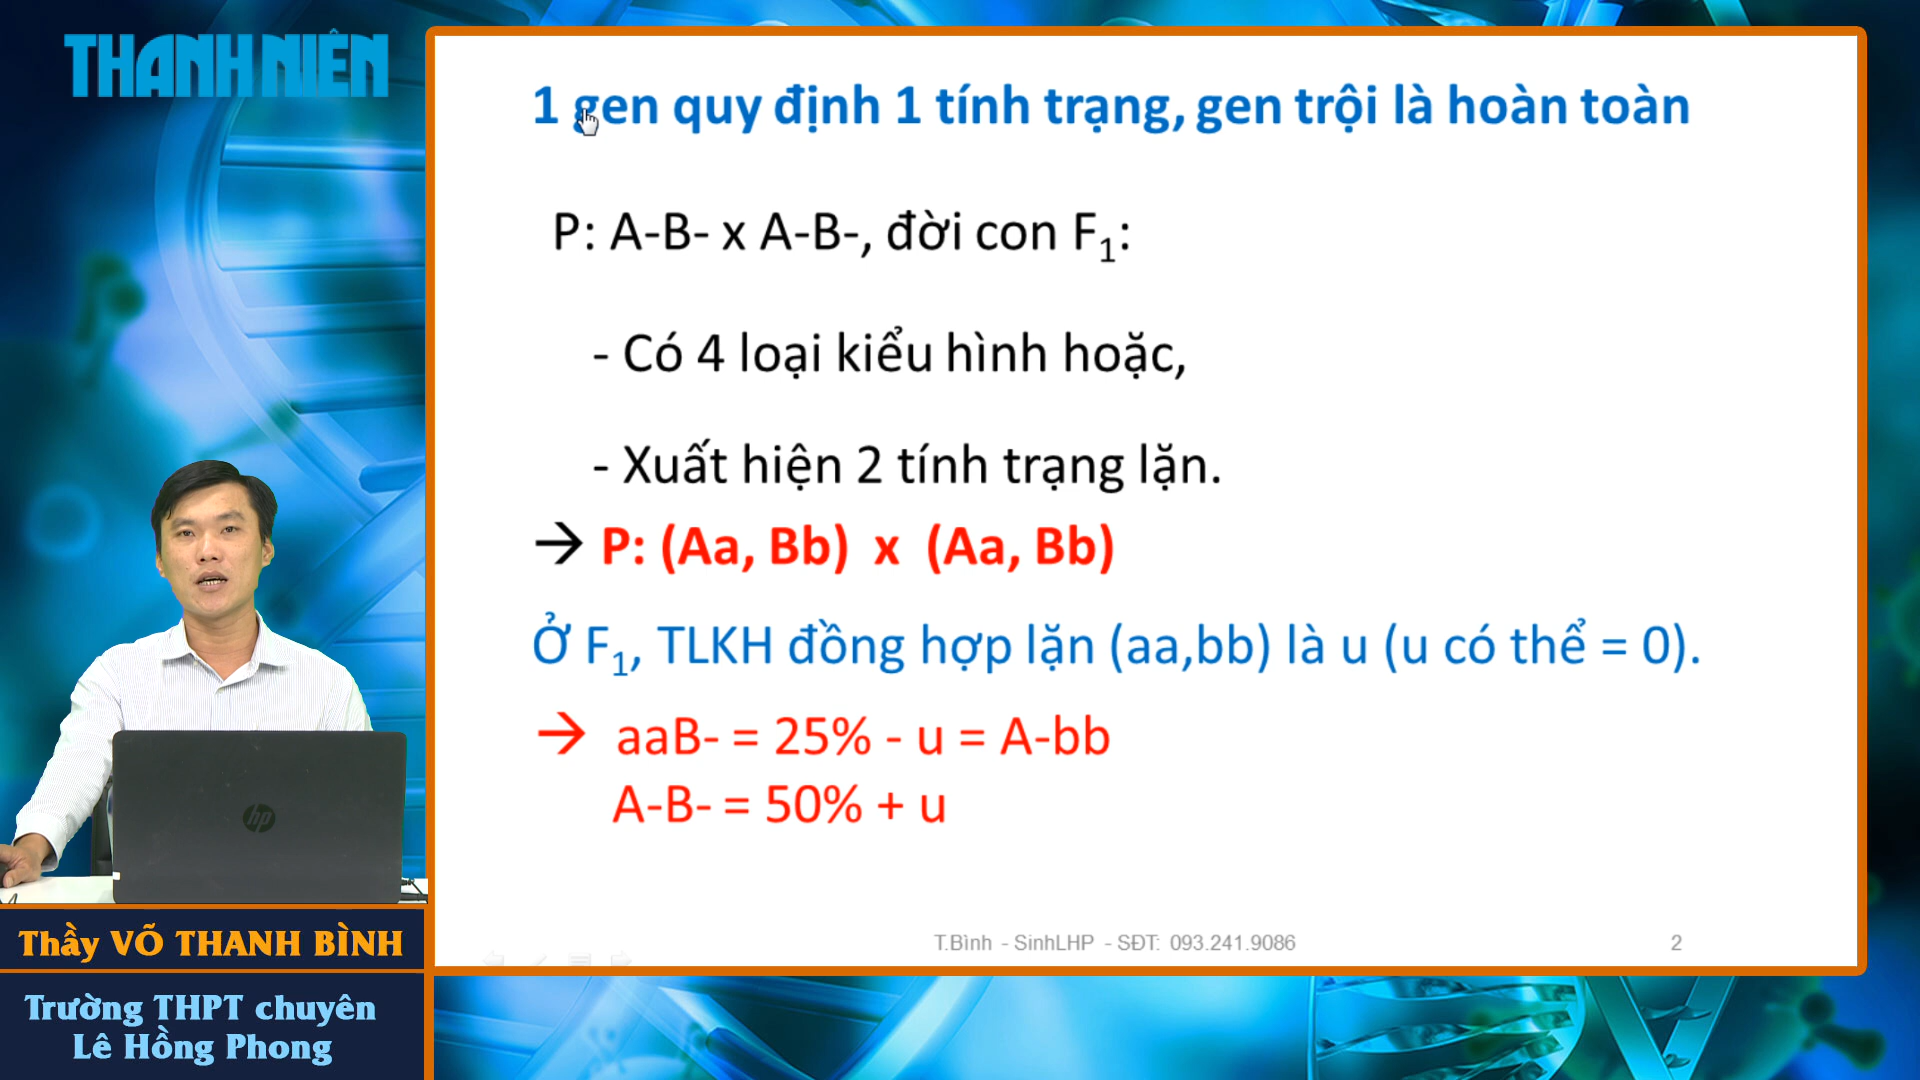 THANH NIÊN
1 gen quy định 1 tính trạng, gen trội là hoàn toàn
P: A-B- x A-B-, đời con F₁:
- Có 4 loại kiểu hình hoặc,
- Xuất hiện 2 tính trạng lặn.
→ P: (Aa, Bb) x (Aa, Bb)
Ở F₁, TLKH đồng hợp lặn (aa,bb) là u (u có thể = 0).
→ aaB- = 25% - u = A-bb
A-B- = 50% + u
T.Bình - SinhLHP - SĐT: 093.241.9086
2
hp
Thầy VÕ THANH BÌNH
Trường THPT chuyên
Lê Hồng Phong